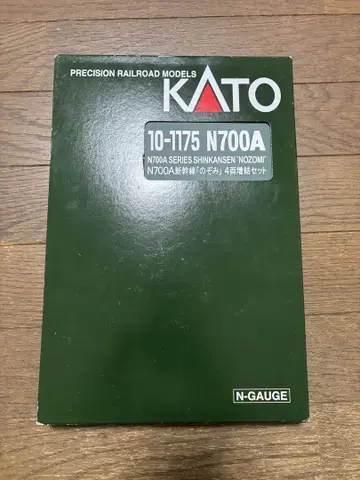 PRECISION RAILROAD MODELS
KATO
10-1175 N700A
N700A SERIES SHINKANSEN "NOZOMI"
N700A新幹線「のぞみ」 4両増結セット
N-GAUGE